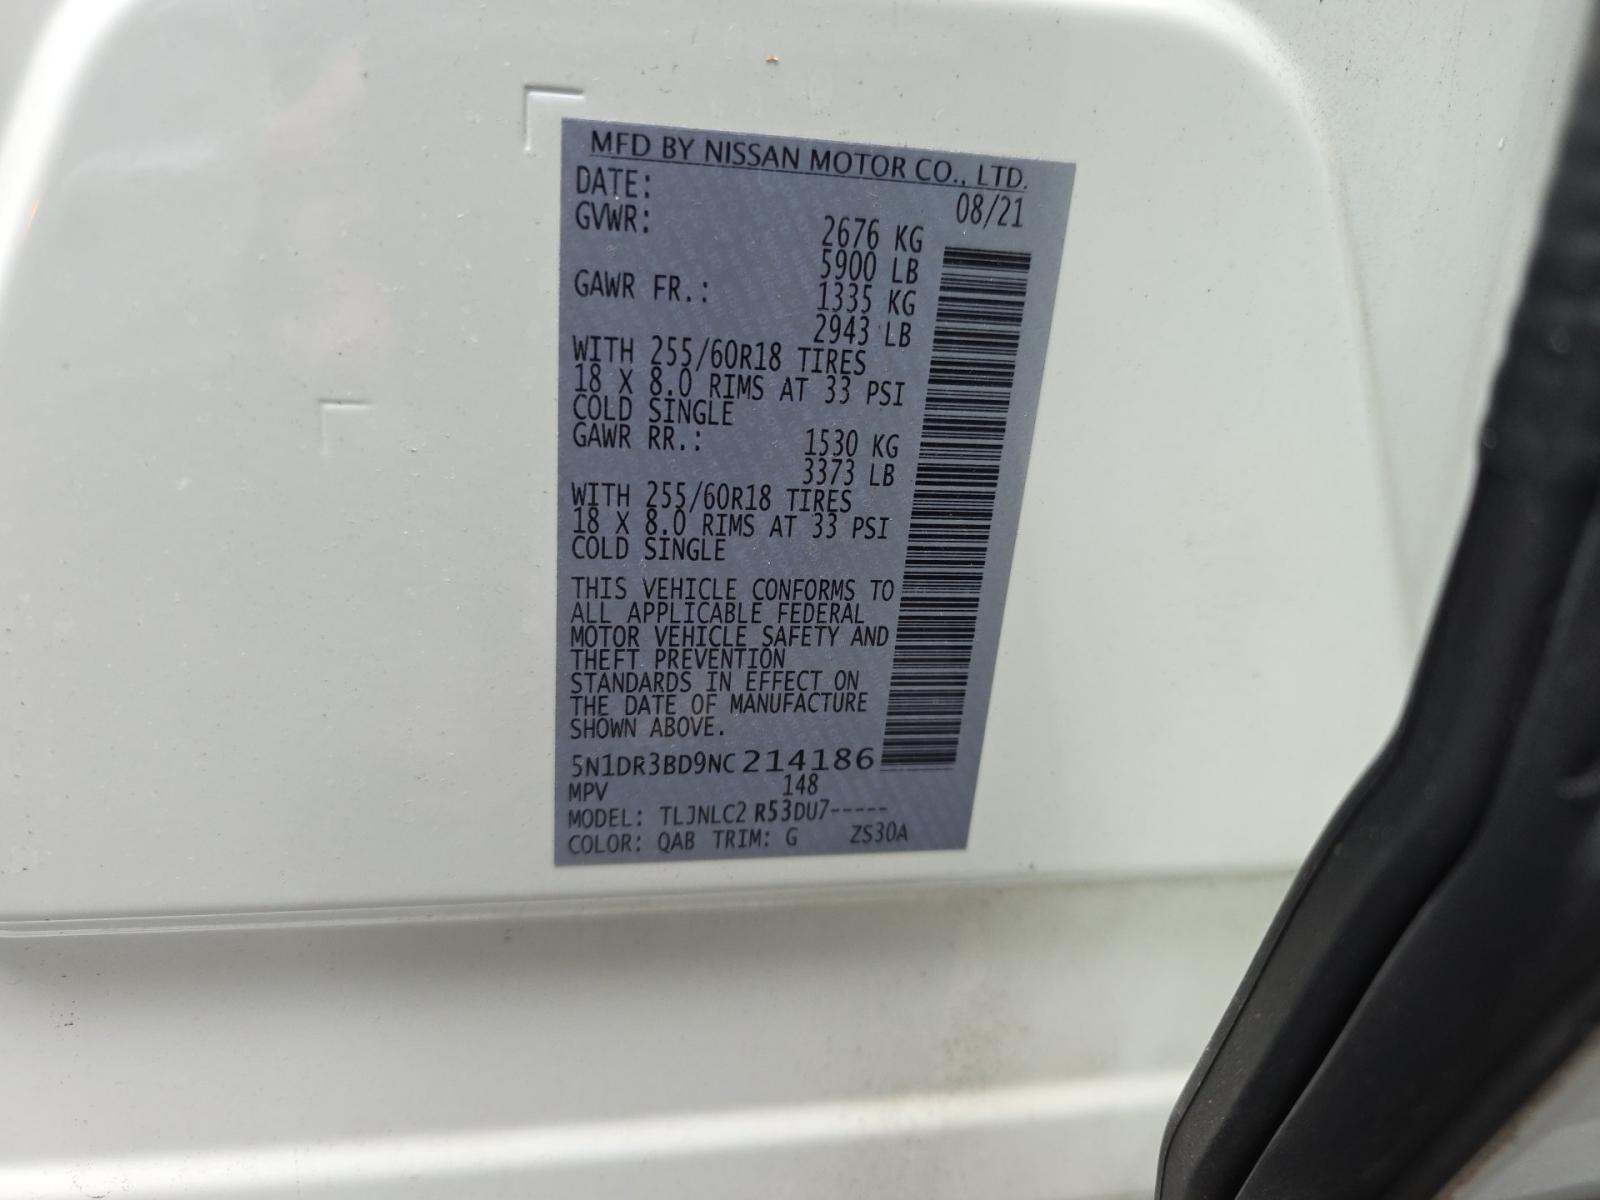 MFD BY NISSAN MOTOR CO., LTD.
DATE: 08/21
GVWR: 2676 KG
5900 LB
GAWR FR.: 1335 KG
2943 LB
WITH 255/60R18 TIRES
18 X 8.0 RIMS AT 33 PSI
COLD SINGLE
GAWR RR.: 1530 KG
3373 LB
WITH 255/60R18 TIRES
18 X 8.0 RIMS AT 33 PSI
COLD SINGLE
THIS VEHICLE CONFORMS TO
ALL APPLICABLE FEDERAL
MOTOR VEHICLE SAFETY AND
THEFT PREVENTION
STANDARDS IN EFFECT ON
THE DATE OF MANUFACTURE
SHOWN ABOVE.
5N1DR3BD9NC214186
MPV 148
MODEL: TLJNLC2 R53DU7-----
COLOR: QAB TRIM: G ZS30A